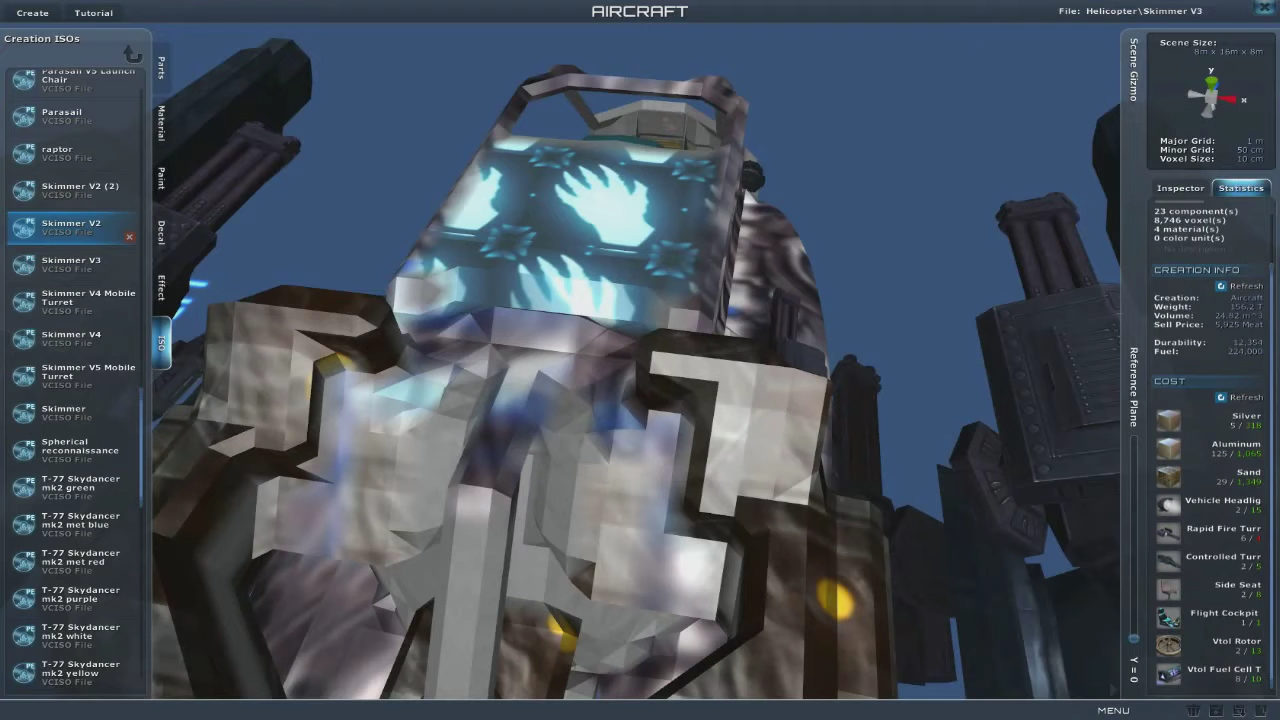 Create
Tutorial
AIRCRAFT
File: Helicopter\Skimmer V3
Creation ISOs
Parasail V5 Launch
Chair
VCISO File
Parasail
VCISO File
raptor
VCISO File
Skimmer V2 (2)
VCISO File
Skimmer V2
VCISO File
Skimmer V3
VCISO File
Skimmer V4 Mobile
Turret
VCISO File
Skimmer V4
VCISO File
Skimmer V5 Mobile
Turret
VCISO File
Skimmer
VCISO File
Spherical
reconnaissance
VCISO File
T-77 Skydancer
mk2 green
VCISO File
T-77 Skydancer
mk2 met blue
VCISO File
T-77 Skydancer
mk2 met red
VCISO File
T-77 Skydancer
mk2 purple
VCISO File
T-77 Skydancer
mk2 white
VCISO File
T-77 Skydancer
mk2 yellow
VCISO File
Parts
Material
Paint
Decal
Effect
ISO
Scene Gizmo
Reference Plane
Y = 0
Scene Size:
8m x 16m x 8m
y
x
Major Grid: 1 m
Minor Grid: 50 cm
Voxel Size: 10 cm
Inspector
Statistics
23 component(s)
8,746 voxel(s)
4 material(s)
0 color unit(s)
CREATION INFO
Refresh
Creation: Aircraft
Weight: 156.2 T
Volume: 24.82 m^3
Sell Price: 5,925 Meat
Durability: 12,354
Fuel: 224,000
COST
Refresh
Silver
5 / 318
Aluminum
125 / 1,065
Sand
29 / 1,349
Vehicle Headlig
2 / 15
Rapid Fire Turr
6 / 4
Controlled Turr
2 / 5
Side Seat
2 / 8
Flight Cockpit
1 / 1
Vtol Rotor
2 / 13
Vtol Fuel Cell T
8 / 10
MENU